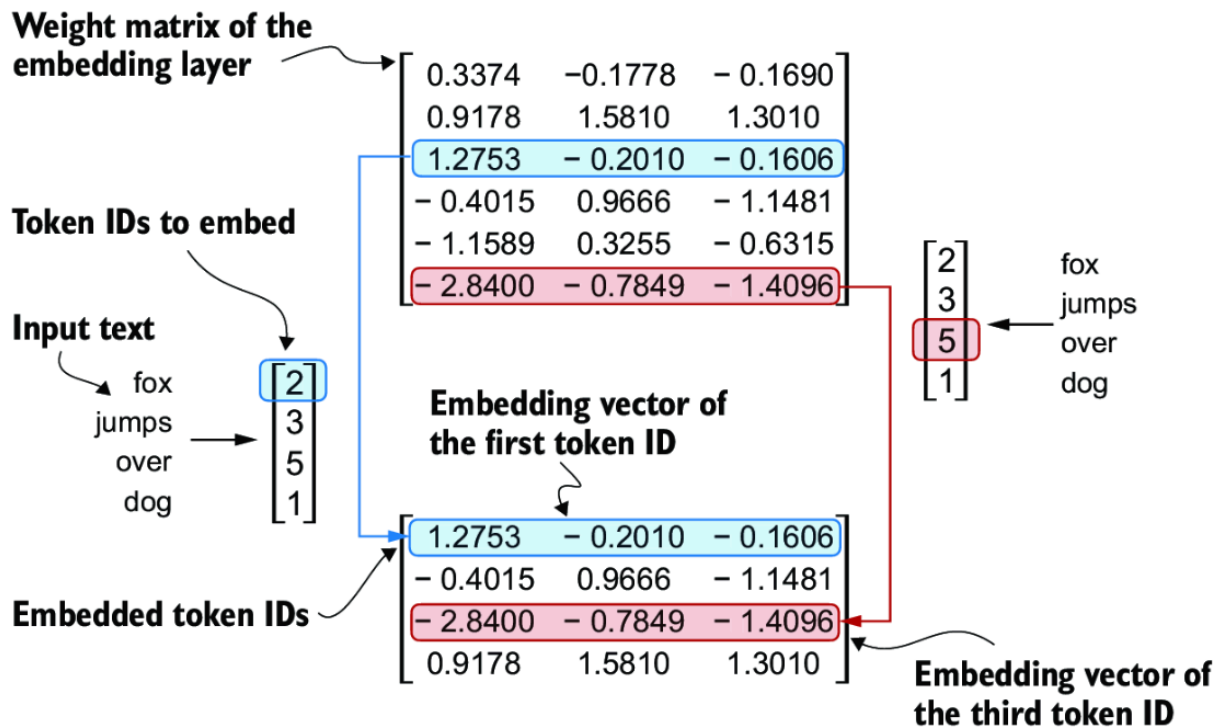 Weight matrix of the
embedding layer
0.3374 −0.1778 − 0.1690
0.9178 1.5810 1.3010
1.2753 − 0.2010 − 0.1606
− 0.4015 0.9666 − 1.1481
− 1.1589 0.3255 − 0.6315
− 2.8400 − 0.7849 − 1.4096
Token IDs to embed
Input text
fox 2
jumps 3
over 5
dog 1
2 fox
3 jumps
5 over
1 dog
Embedding vector of
the first token ID
1.2753 − 0.2010 − 0.1606
− 0.4015 0.9666 − 1.1481
− 2.8400 − 0.7849 − 1.4096
0.9178 1.5810 1.3010
Embedded token IDs
Embedding vector of
the third token ID